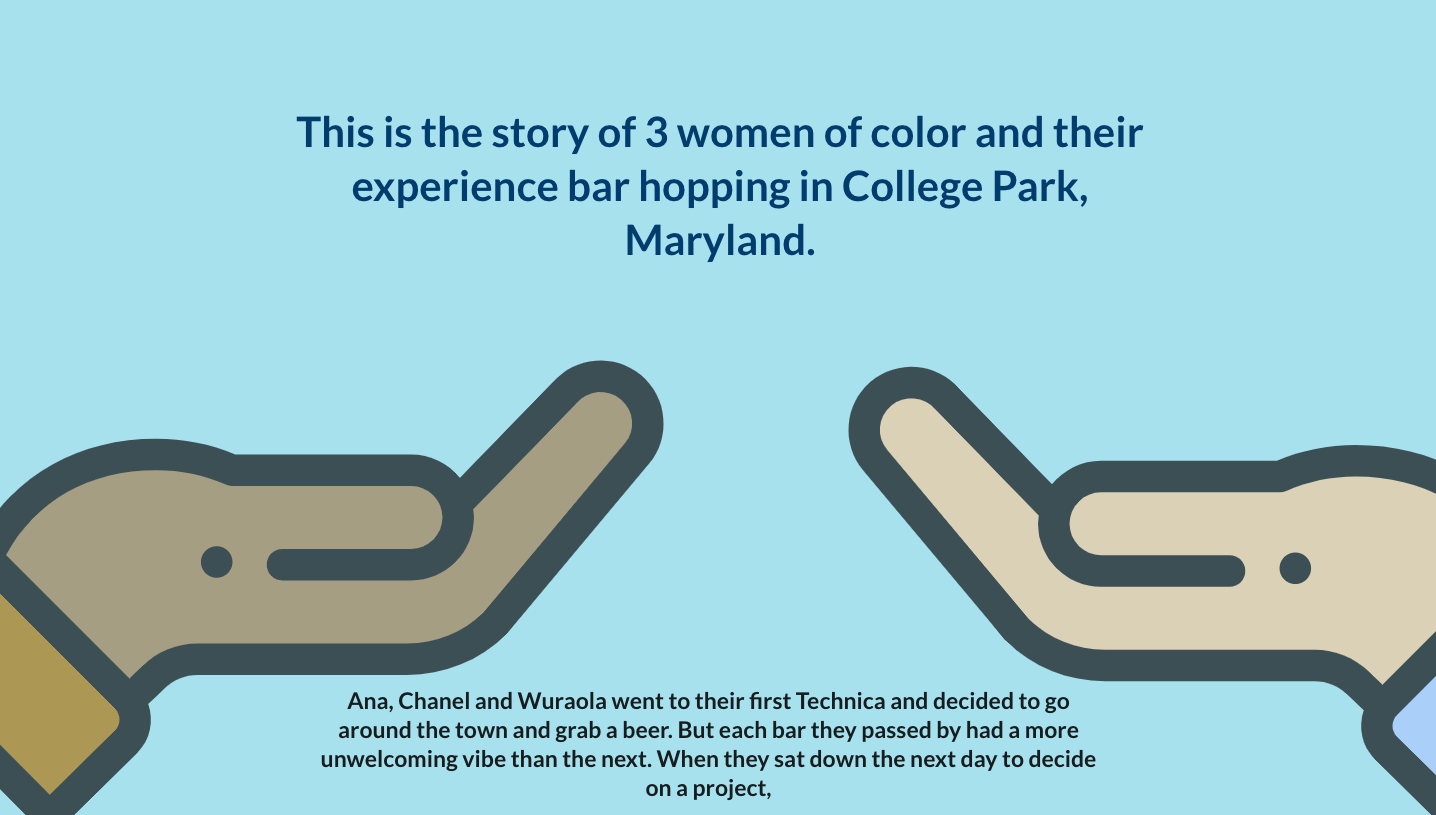 This is the story of 3 women of color and their
experience bar hopping in College Park,
Maryland.
Ana, Chanel and Wuraola went to their first Technica and decided to go
around the town and grab a beer. But each bar they passed by had a more
unwelcoming vibe than the next. When they sat down the next day to decide
on a project,